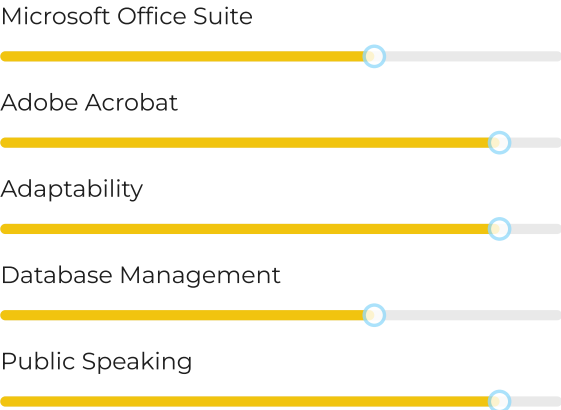 Microsoft Office Suite
Adobe Acrobat
Adaptability
Database Management
Public Speaking